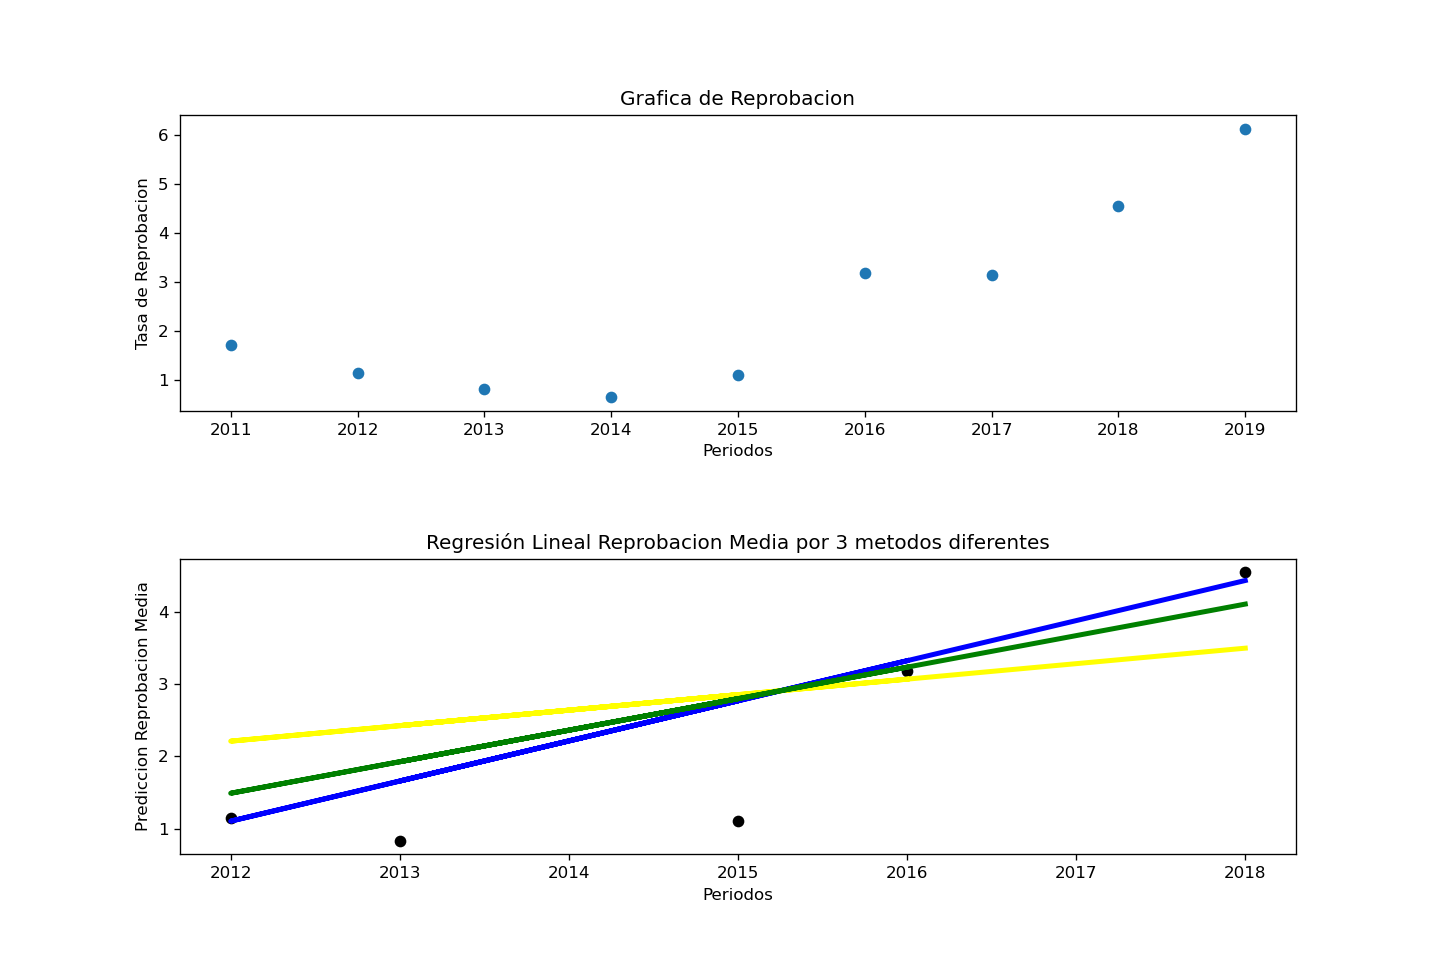 Grafica de Reprobacion
6
5
4
3
2
1
Tasa de Reprobacion
2011 2012 2013 2014 2015 2016 2017 2018 2019
Periodos
Regresión Lineal Reprobacion Media por 3 metodos diferentes
4
3
2
1
Prediccion Reprobacion Media
2012 2013 2014 2015 2016 2017 2018
Periodos